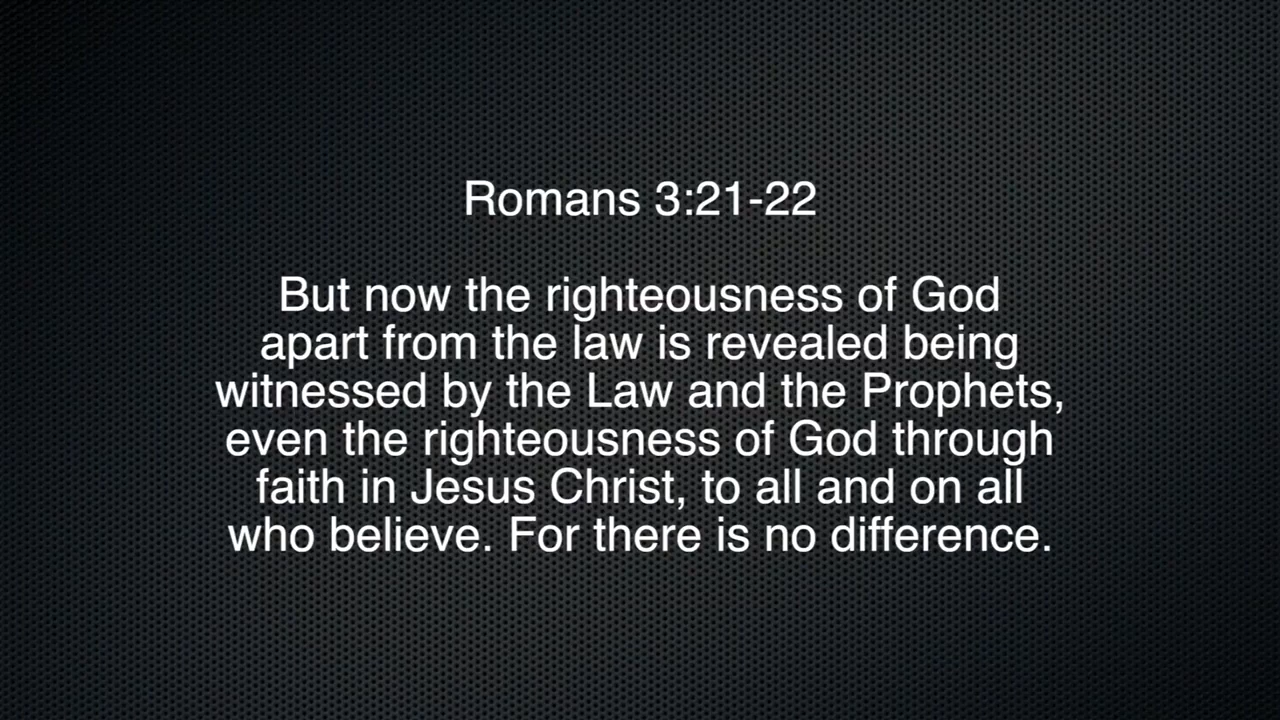 Romans 3:21-22
But now the righteousness of God
apart from the law is revealed being
witnessed by the Law and the Prophets,
even the righteousness of God through
faith in Jesus Christ, to all and on all
who believe. For there is no difference.